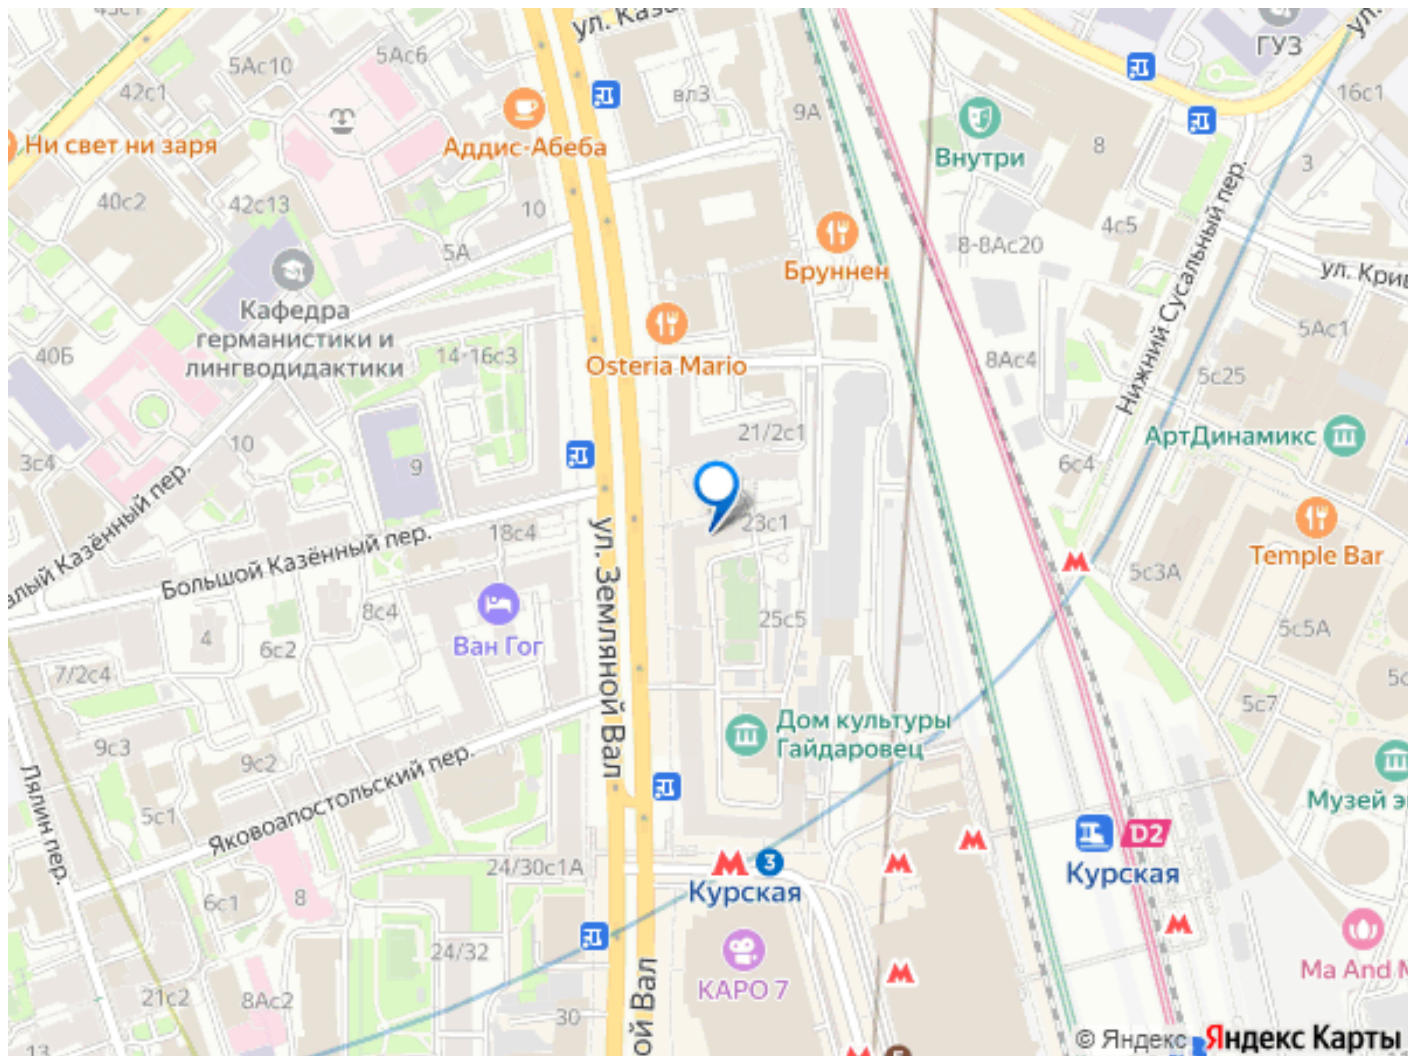 ул. Каза
ГУЗ
5Ас6
5Ас10
42с1
вл3
9А
16с1
Аддис-Абеба
Ни свет ни заря
Внутри
8
3
40с2
42с13
10
5А
4с5
8-8Ас20
Бруннен
Нижний Сусальный пер.
ул. Крив
Кафедра
германистики и
лингводидактики
40Б
14-16с3
Osteria Mario
8Ас4
5Ас1
5с25
21/2с1
АртДинамикс
3с4
10
9
6с4
алый Казённый пер.
Большой Казённый пер.
18с4
23с1
Temple Bar
5с3А
ул. Земляной Вал
8с4
4
6с2
Ван Гог
25с5
5с5А
7/2с4
5с7
Дом культуры
Гайдаровец
9с3
9с2
Лялин пер.
5с1
Яковоапостольский пер.
Музей э
D2
Курская
24/30с1А
3
Курская
6с1
8
24/32
КАРО 7
Ma And M
21с2
8Ас2
30
ой Вал
13
© Яндекс Яндекс Карты